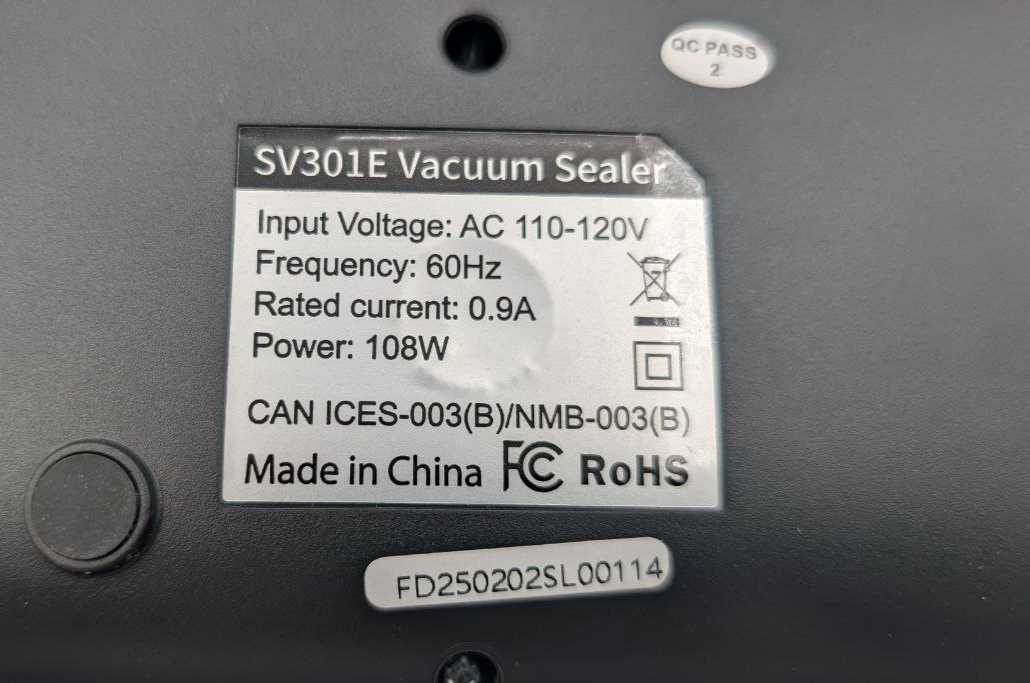 QC PASS
2
SV301E Vacuum Sealer
Input Voltage: AC 110-120V
Frequency: 60Hz
Rated current: 0.9A
Power: 108W
CAN ICES-003(B)/NMB-003(B)
Made in China FC RoHS
FD250202SL00114